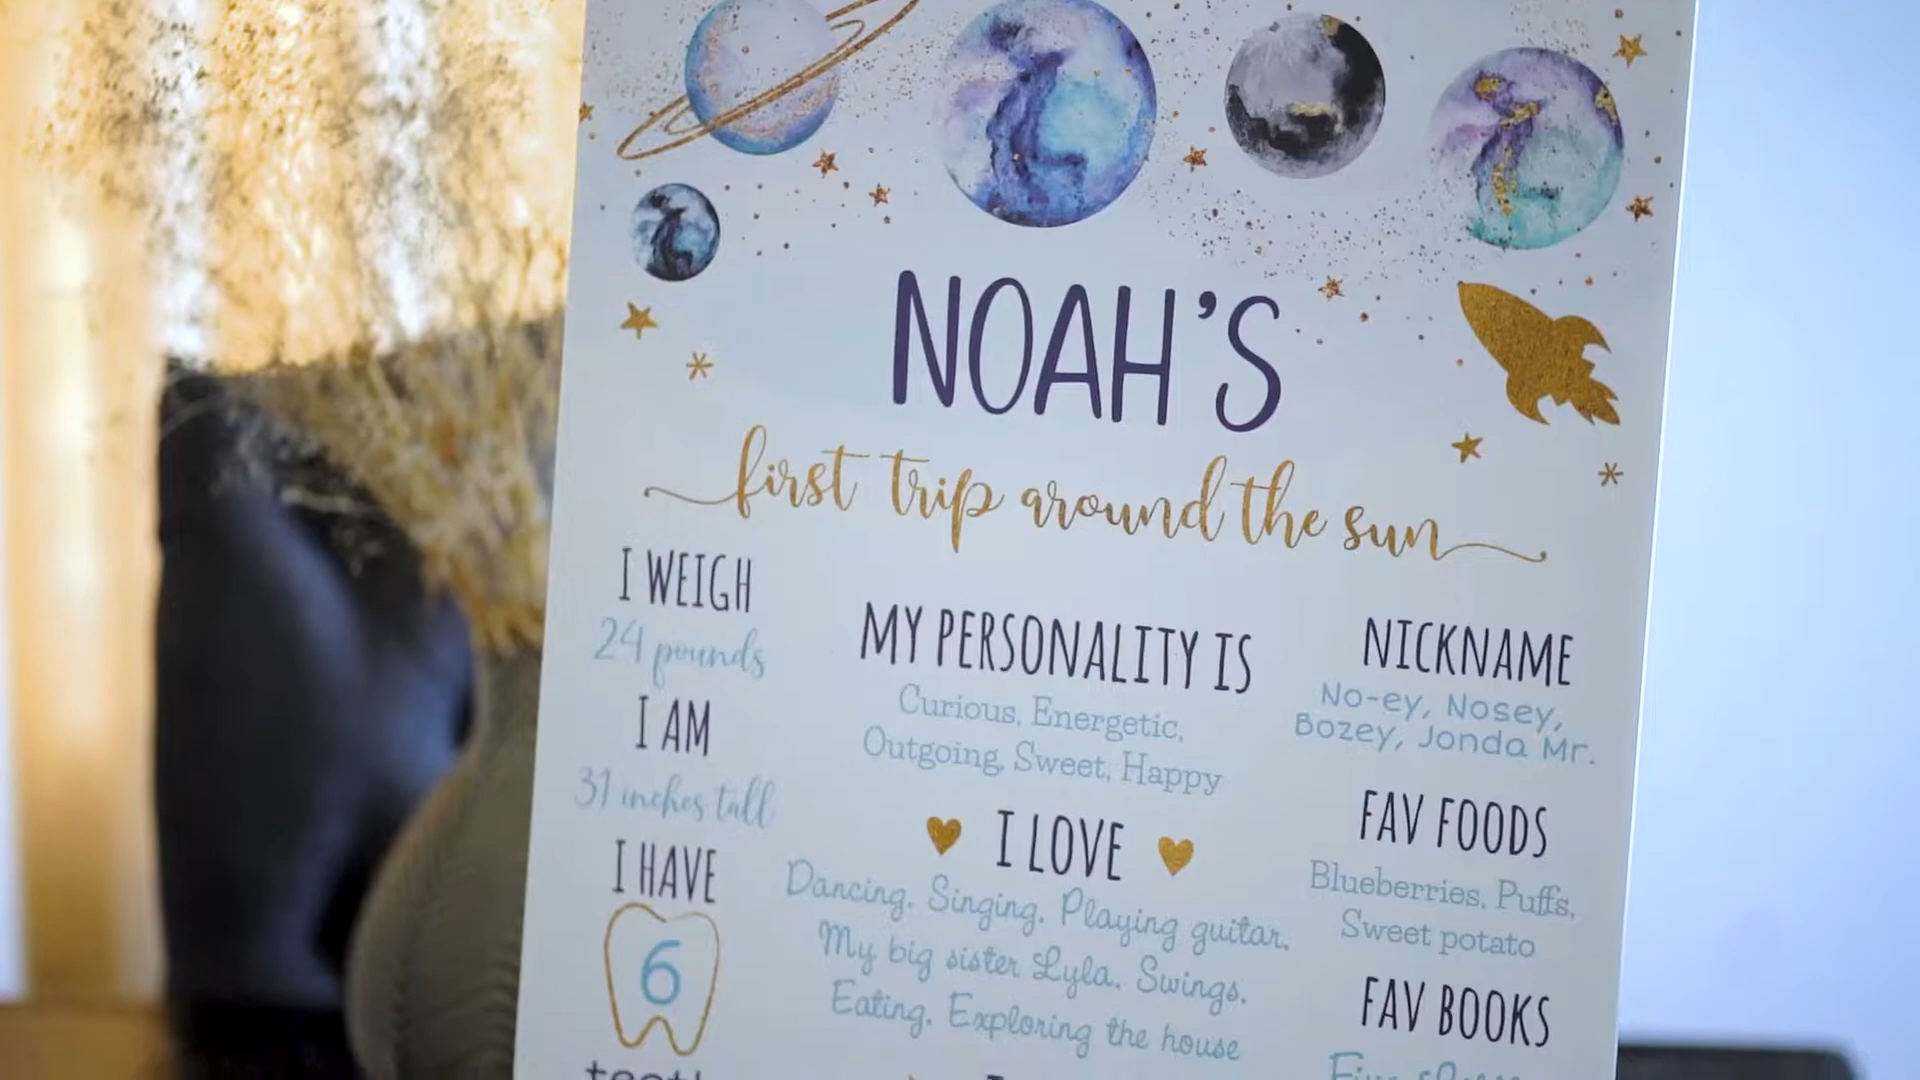 NOAH'S
first trip around the sun
I WEIGH
24 pounds
I AM
31 inches tall
I HAVE
6
teeth
MY PERSONALITY IS
Curious, Energetic,
Outgoing, Sweet, Happy
I LOVE
Dancing. Singing. Playing guitar.
My big sister Lyla. Swings.
Eating. Exploring the house
NICKNAME
No-ey, Nosey,
Bozey, Jonda Mr.
FAV FOODS
Blueberries, Puffs,
Sweet potato
FAV BOOKS